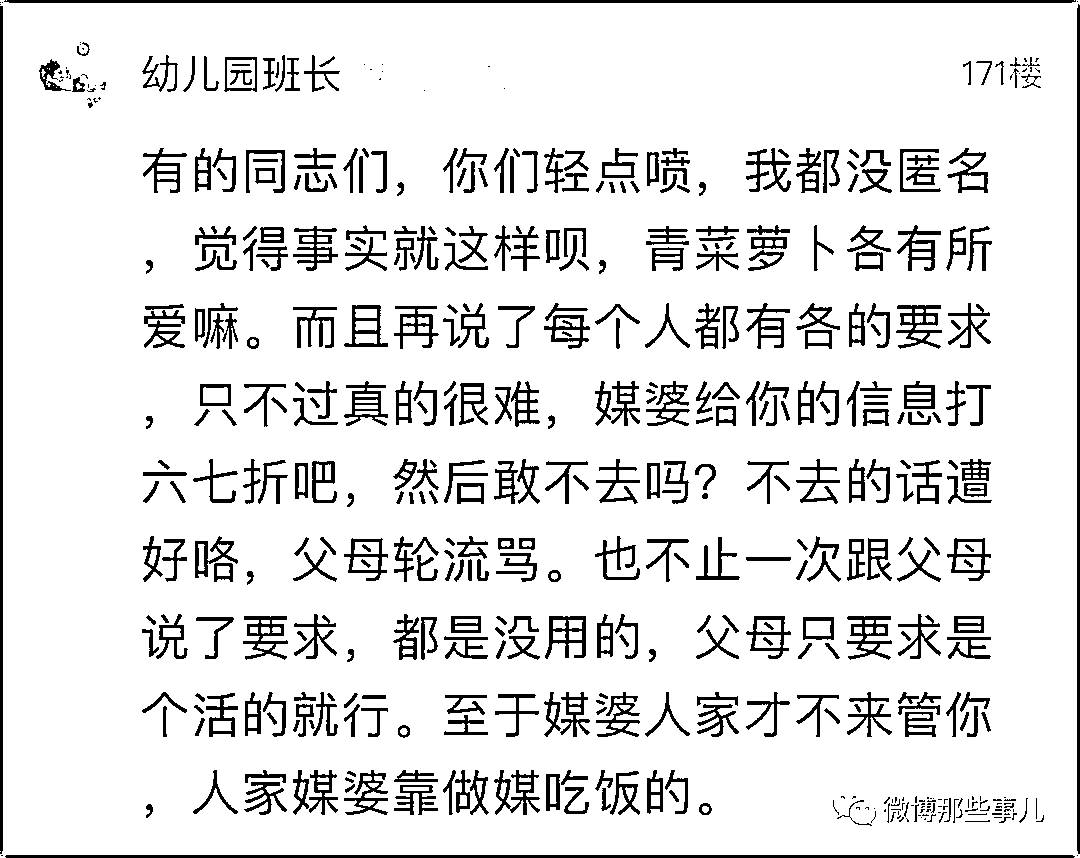 幼儿园班长
171楼
有的同志们，你们轻点喷，我都没匿名
，觉得事实就这样呗，青菜萝卜各有所
爱嘛。而且再说了每个人都有各的要求
，只不过真的很难，媒婆给你的信息打
六七折吧，然后敢不去吗？不去的话遭
好咯，父母轮流骂。也不止一次跟父母
说了要求，都是没用的，父母只要求是
个活的就行。至于媒婆人家才不来管你
，人家媒婆靠做媒吃饭的。
微博那些事儿